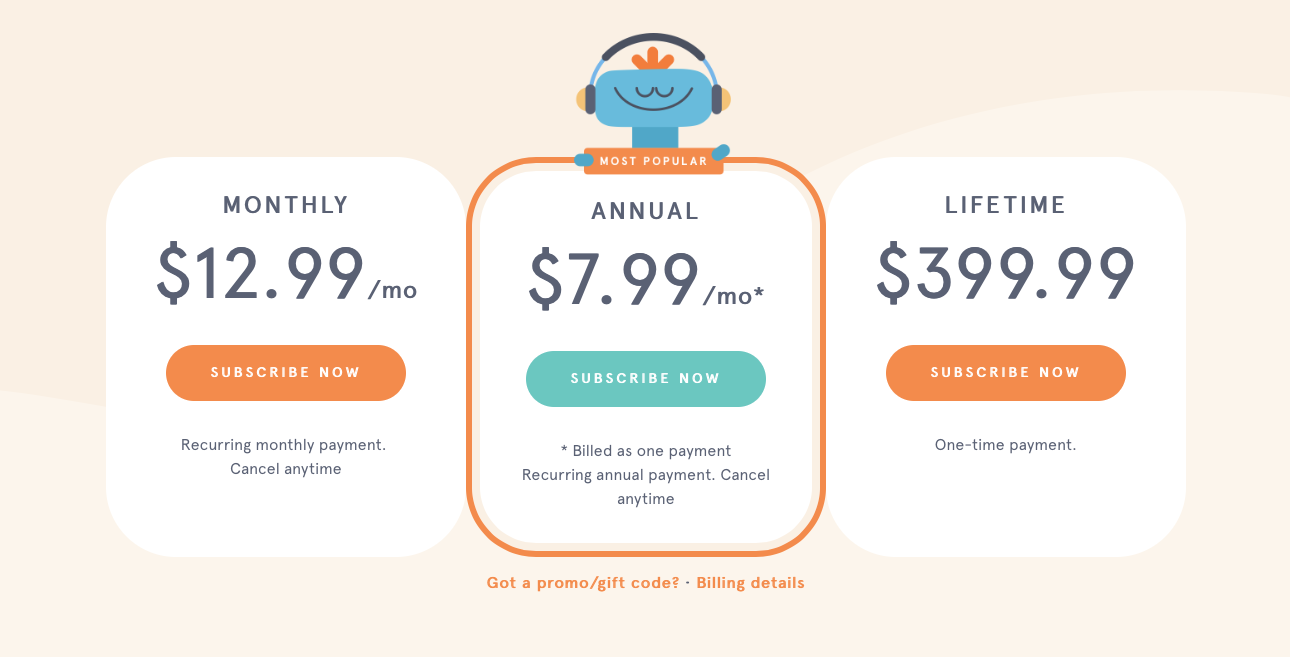 MOST POPULAR
MONTHLY
$12.99/mo
SUBSCRIBE NOW
Recurring monthly payment.
Cancel anytime
ANNUAL
$7.99/mo*
SUBSCRIBE NOW
* Billed as one payment
Recurring annual payment. Cancel
anytime
LIFETIME
$399.99
SUBSCRIBE NOW
One-time payment.
Got a promo/gift code? · Billing details